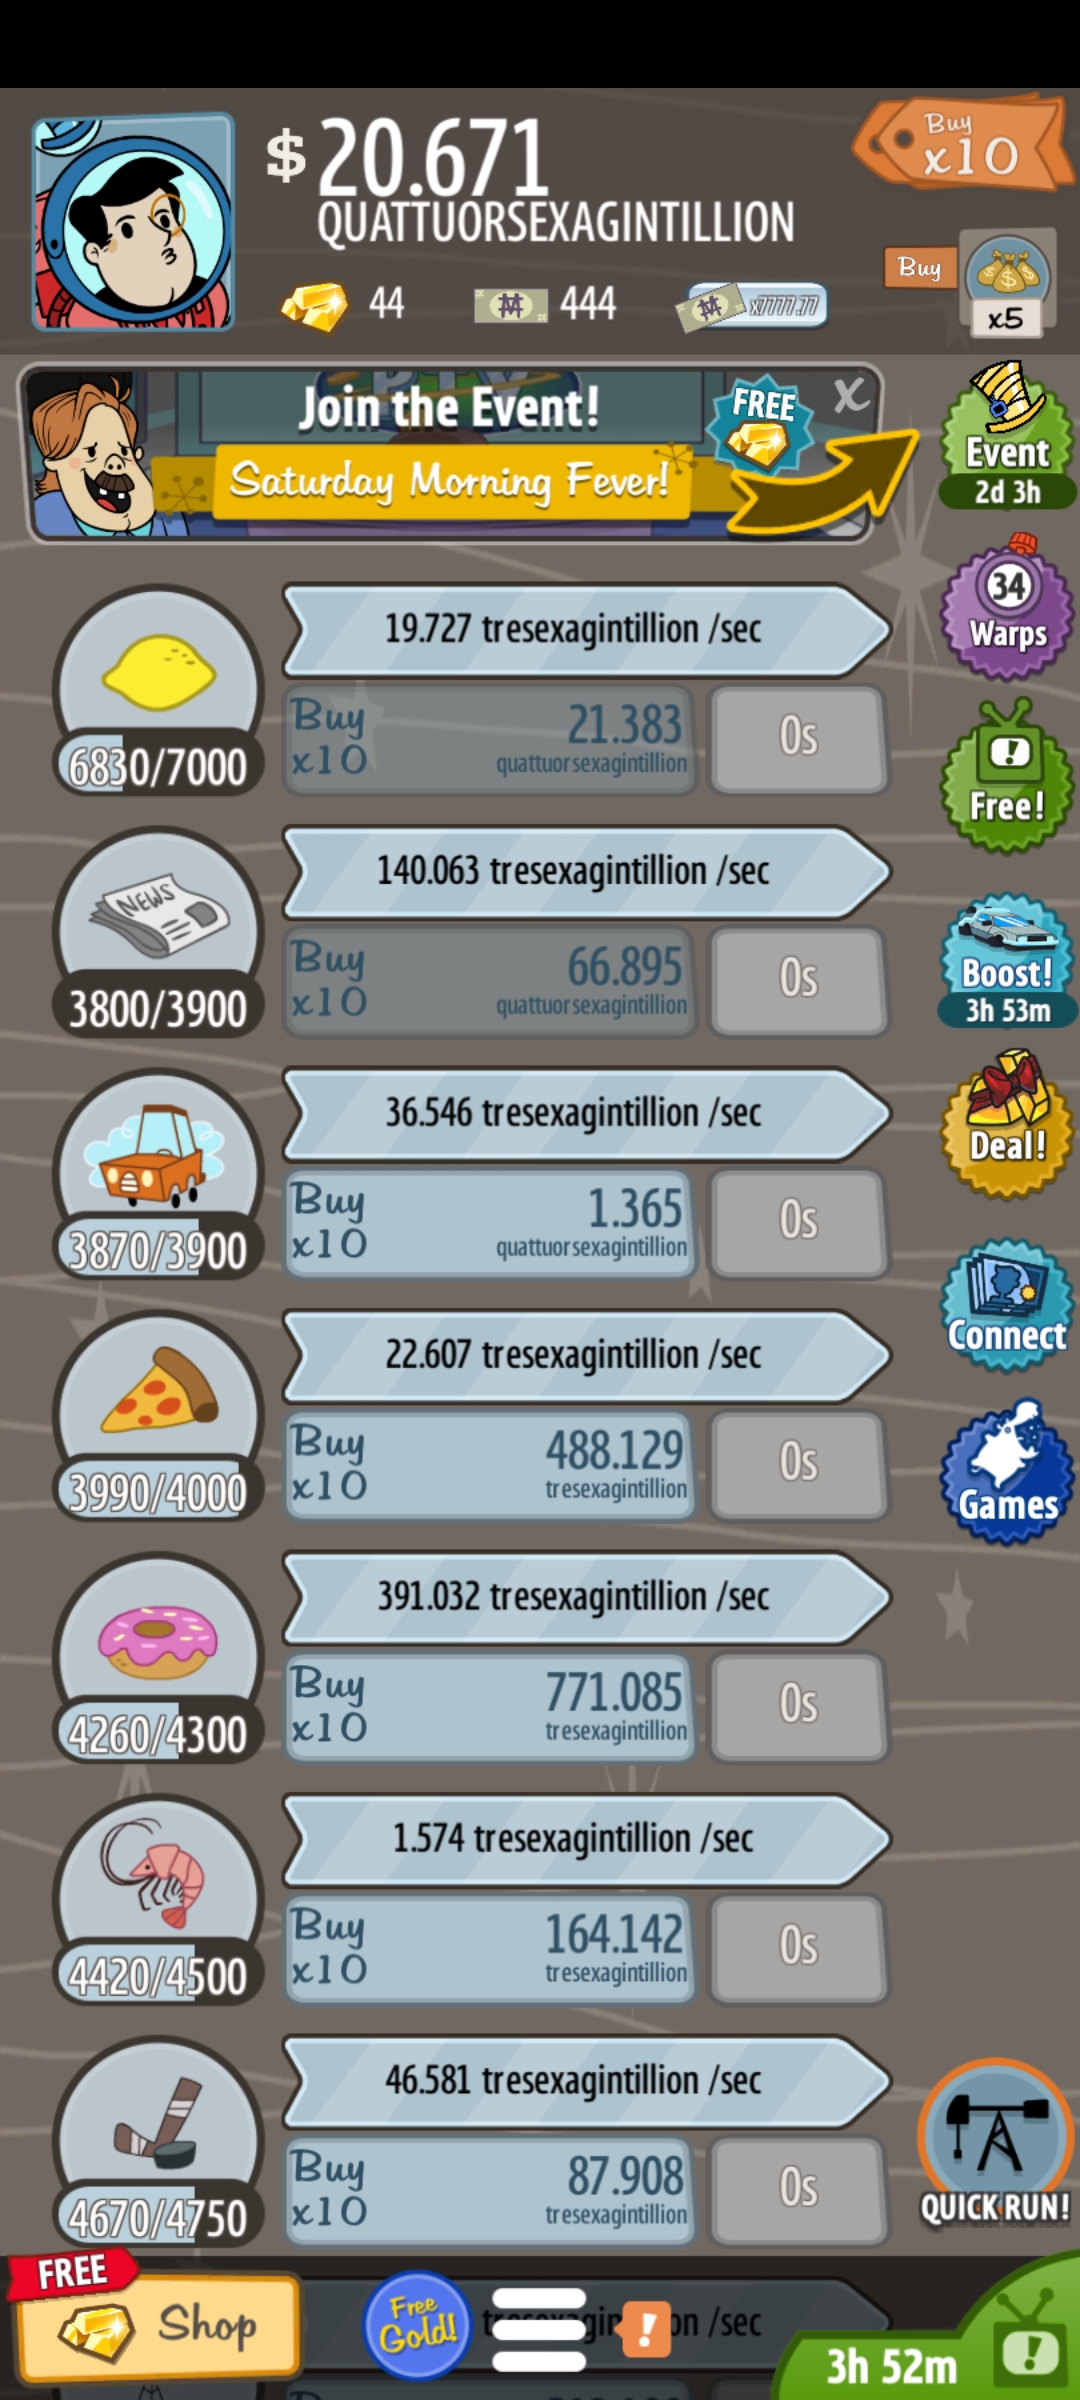 $ 20.671
QUATTUORSEXAGINTILLION
Buy
x10
44
444
x7777.77
Buy
x5
Join the Event!
FREE
X
Saturday Morning Fever!
Event
2d 3h
34
Warps
19.727 tresexagintillion /sec
6830/7000
Buy
x10
21.383
quattuorsexagintillion
0s
Free!
NEWS
140.063 tresexagintillion /sec
3800/3900
Buy
x10
66.895
quattuorsexagintillion
0s
Boost!
3h 53m
36.546 tresexagintillion /sec
3870/3900
Buy
x10
1.365
quattuorsexagintillion
0s
Deal!
22.607 tresexagintillion /sec
3990/4000
Buy
x10
488.129
tresexagintillion
0s
Connect
Games
391.032 tresexagintillion /sec
4260/4300
Buy
x10
771.085
tresexagintillion
0s
1.574 tresexagintillion /sec
4420/4500
Buy
x10
164.142
tresexagintillion
0s
46.581 tresexagintillion /sec
4670/4750
Buy
x10
87.908
tresexagintillion
0s
QUICK RUN!
FREE
Shop
Free
Gold!
/sec
3h 52m
Buy